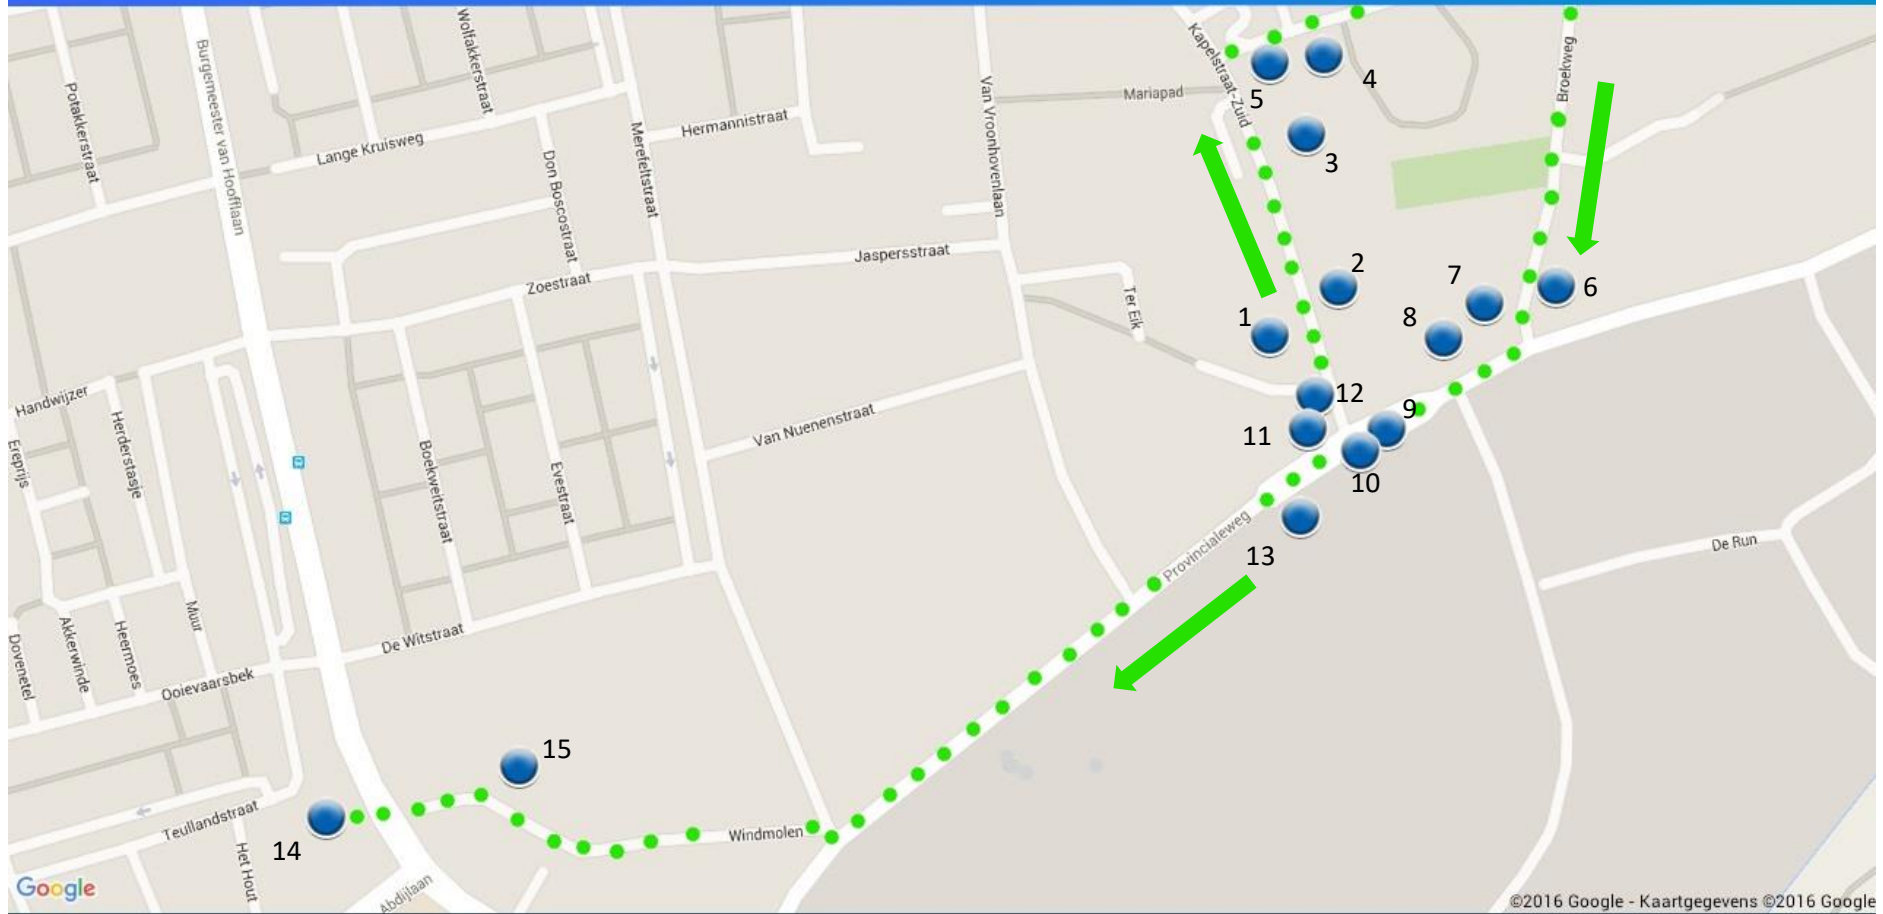 Potakkerstraat
Burgemeester van Hoofflaan
Wolfakkerstraat
Lange Kruisweg
Merefeltstraat
Hermannistraat
Don Boscostraat
Zoestraat
Jaspersstraat
Van Vroonhovenlaan
Mariapad
Kapelstraat-Zuid
Broekweg
Ter Eik
5
4
3
2
1
7
6
8
12
9
11
10
13
Handwijzer
Herderstasje
Ereprijs
Boekweitstraat
Evestraat
Van Nuenenstraat
Provincialeweg
De Run
Muur
Heermoes
Akkerwinde
Dovenetel
Ooievaarsbek
De Witstraat
15
14
Teullandstraat
Het Hout
Windmolen
Abdijlaan
Google
©2016 Google - Kaartgegevens ©2016 Google